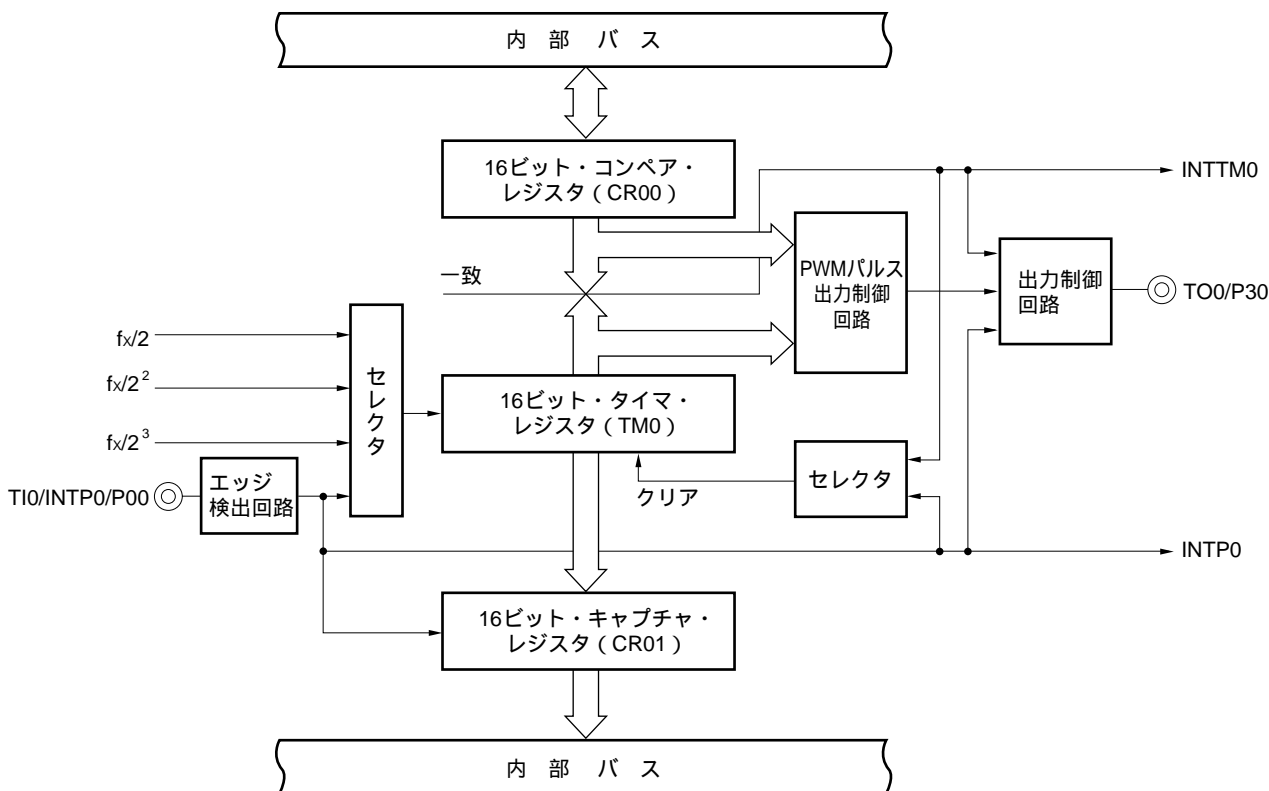 内 部 バ ス
16ビット・コンペア・
レジスタ（CR00）
INTTM0
一致
PWMパルス
出力制御
回路
出力制御
回路
TO0/P30
fx/2
fx/2²
fx/2³
セレクタ
16ビット・タイマ・
レジスタ（TM0）
TI0/INTP0/P00
エッジ
検出回路
クリア
セレクタ
INTP0
16ビット・キャプチャ・
レジスタ（CR01）
内 部 バ ス